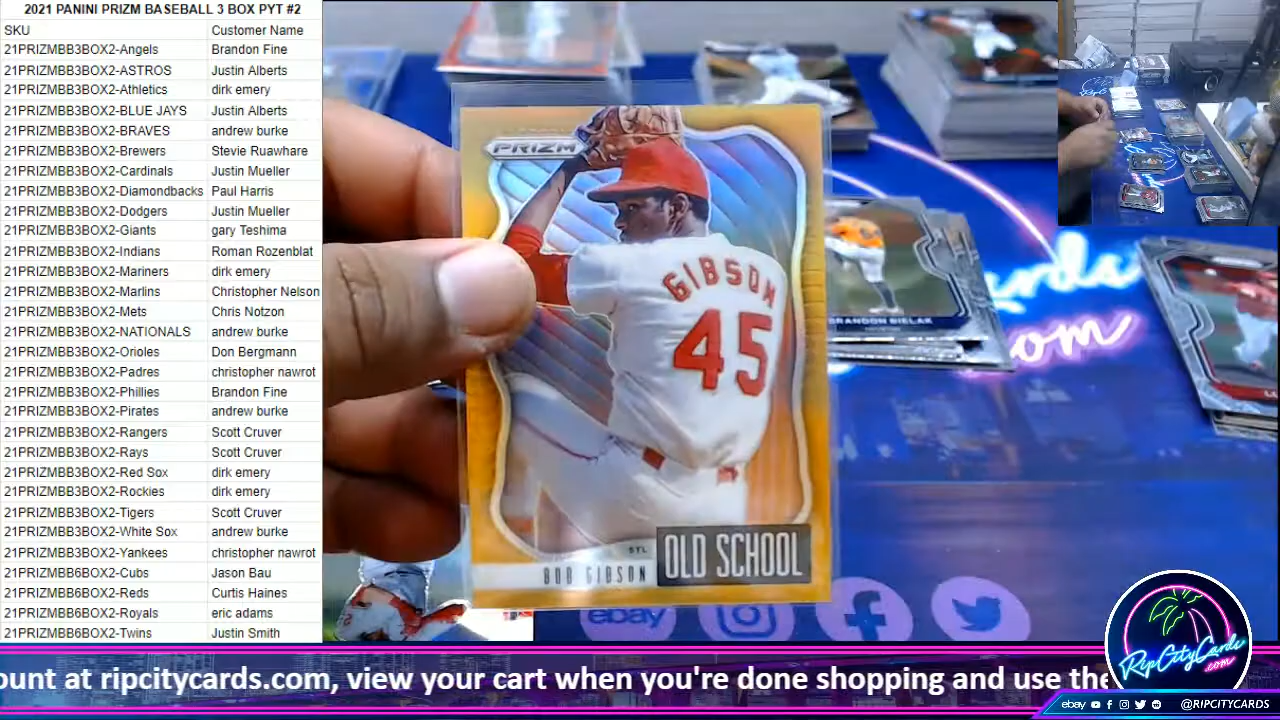 2021 PANINI PRIZM BASEBALL 3 BOX PYT #2
SKU Customer Name
21PRIZMBB3BOX2-Angels Brandon Fine
21PRIZMBB3BOX2-ASTROS Justin Alberts
21PRIZMBB3BOX2-Athletics dirk emery
21PRIZMBB3BOX2-BLUE JAYS Justin Alberts
21PRIZMBB3BOX2-BRAVES andrew burke
21PRIZMBB3BOX2-Brewers Stevie Ruawhare
21PRIZMBB3BOX2-Cardinals Justin Mueller
21PRIZMBB3BOX2-Diamondbacks Paul Harris
21PRIZMBB3BOX2-Dodgers Justin Mueller
21PRIZMBB3BOX2-Giants gary Teshima
21PRIZMBB3BOX2-Indians Roman Rozenblat
21PRIZMBB3BOX2-Mariners dirk emery
21PRIZMBB3BOX2-Marlins Christopher Nelson
21PRIZMBB3BOX2-Mets Chris Notzon
21PRIZMBB3BOX2-NATIONALS andrew burke
21PRIZMBB3BOX2-Orioles Don Bergmann
21PRIZMBB3BOX2-Padres christopher nawrot
21PRIZMBB3BOX2-Phillies Brandon Fine
21PRIZMBB3BOX2-Pirates andrew burke
21PRIZMBB3BOX2-Rangers Scott Cruver
21PRIZMBB3BOX2-Rays Scott Cruver
21PRIZMBB3BOX2-Red Sox dirk emery
21PRIZMBB3BOX2-Rockies dirk emery
21PRIZMBB3BOX2-Tigers Scott Cruver
21PRIZMBB3BOX2-White Sox andrew burke
21PRIZMBB3BOX2-Yankees christopher nawrot
21PRIZMBB6BOX2-Cubs Jason Bau
21PRIZMBB6BOX2-Reds Curtis Haines
21PRIZMBB6BOX2-Royals eric adams
21PRIZMBB6BOX2-Twins Justin Smith
PRIZM
GIBSON
45
STL
BOB GIBSON
OLD SCHOOL
BRANDON BIELAK
ards
om
ebay
ount at ripcitycards.com, view your cart when you're done shopping and use the
RipCityCards
.com
ebay @RIPCITYCARDS